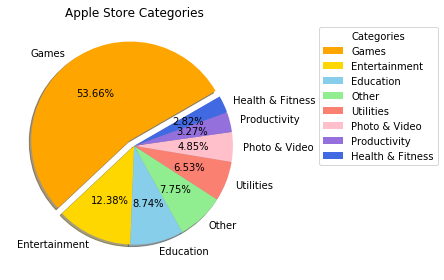 Apple Store Categories
Games
53.66%
Entertainment
12.38%
Education
8.74%
Other
7.75%
Utilities
6.53%
Photo & Video
4.85%
Productivity
3.27%
Health & Fitness
2.82%
Categories
Games
Entertainment
Education
Other
Utilities
Photo & Video
Productivity
Health & Fitness